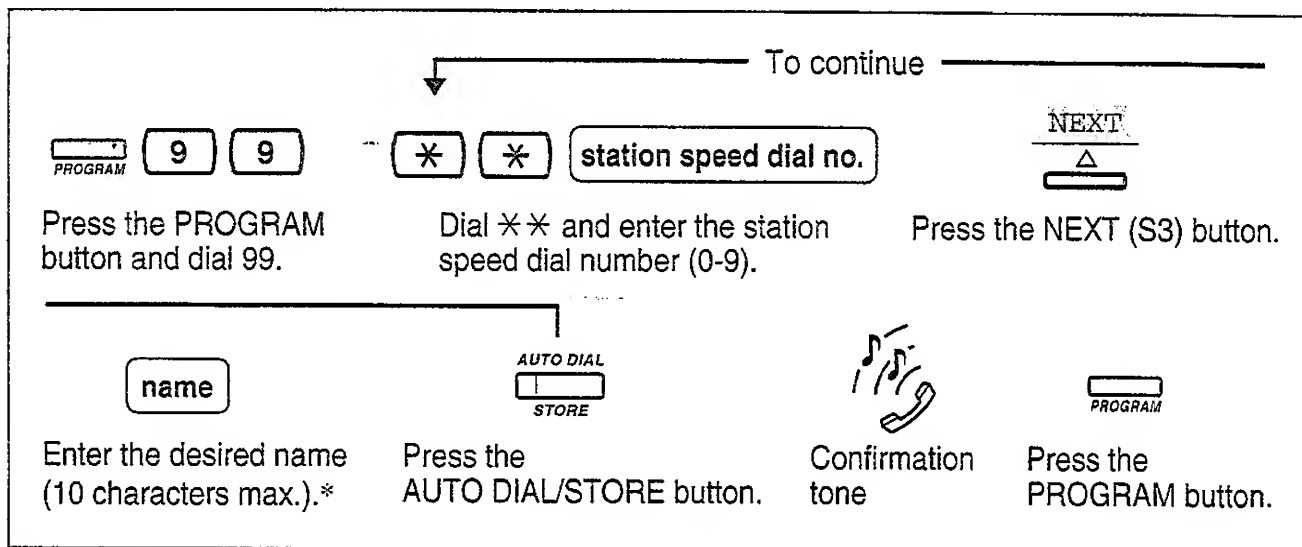 To continue
PROGRAM 9 9 ** station speed dial no. NEXT
Press the PROGRAM
button and dial 99.
Dial ** and enter the station
speed dial number (0-9).
Press the NEXT (S3) button.
name
AUTO DIAL
STORE
PROGRAM
Enter the desired name
(10 characters max.).*
Press the
AUTO DIAL/STORE button.
Confirmation
tone
Press the
PROGRAM button.